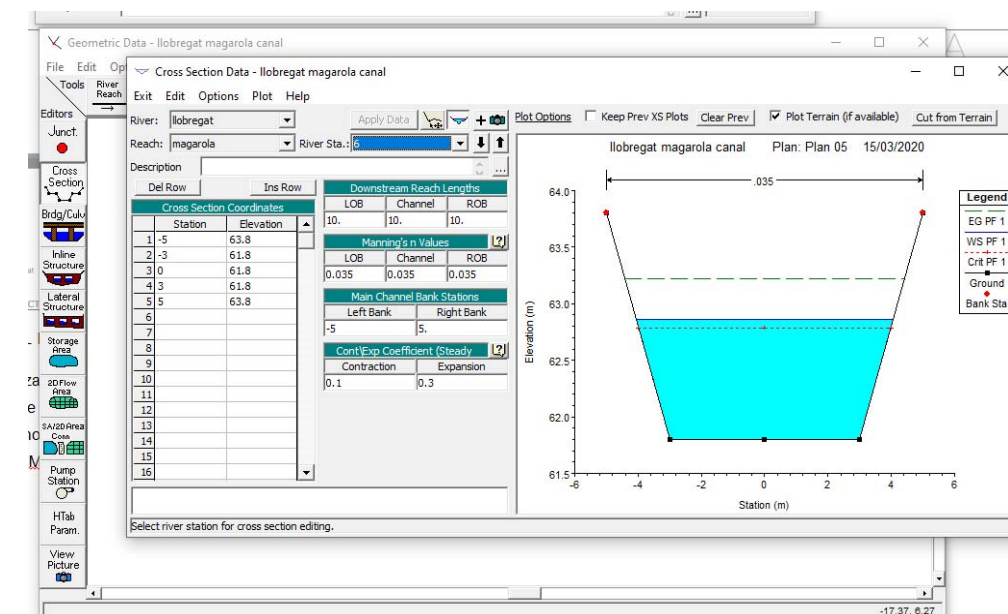 Geometric Data - llobregat magarola canal
File Edit
Cross Section Data - llobregat magarola canal
Exit Edit Options Plot Help
Tools
River
Reach
Editors
Junct.
Cross
Section
Brdg/Culv
Inline
Structure
Lateral
Structure
Storage
Area
2D Flow
Area
SA/2D Area
Conn
Pump
Station
HTab
Param.
View
Picture
River: llobregat
Apply Data
Reach: magarola River Sta.: 6
Description
...
Del Row Ins Row
Cross Section Coordinates
Station Elevation
1 -5 63.8
2 -3 61.8
3 0 61.8
4 3 61.8
5 5 63.8
6
7
8
9
10
11
12
13
14
15
16
Downstream Reach Lengths
LOB Channel ROB
10. 10. 10.
Manning's n Values
LOB Channel ROB
0.035 0.035 0.035
Main Channel Bank Stations
Left Bank Right Bank
-5 5.
Cont\Exp Coefficient (Steady
Contraction Expansion
0.1 0.3
Select river station for cross section editing.
Plot Options Keep Prev XS Plots Clear Prev Plot Terrain (if available) Cut from Terrain
llobregat magarola canal Plan: Plan 05 15/03/2020
.035
64.0
63.5
63.0
62.5
62.0
61.5
Elevation (m)
-6 -4 -2 0 2 4 6
Station (m)
Legend
EG PF 1
WS PF 1
Crit PF 1
Ground
Bank Sta
-17.37, 6.27